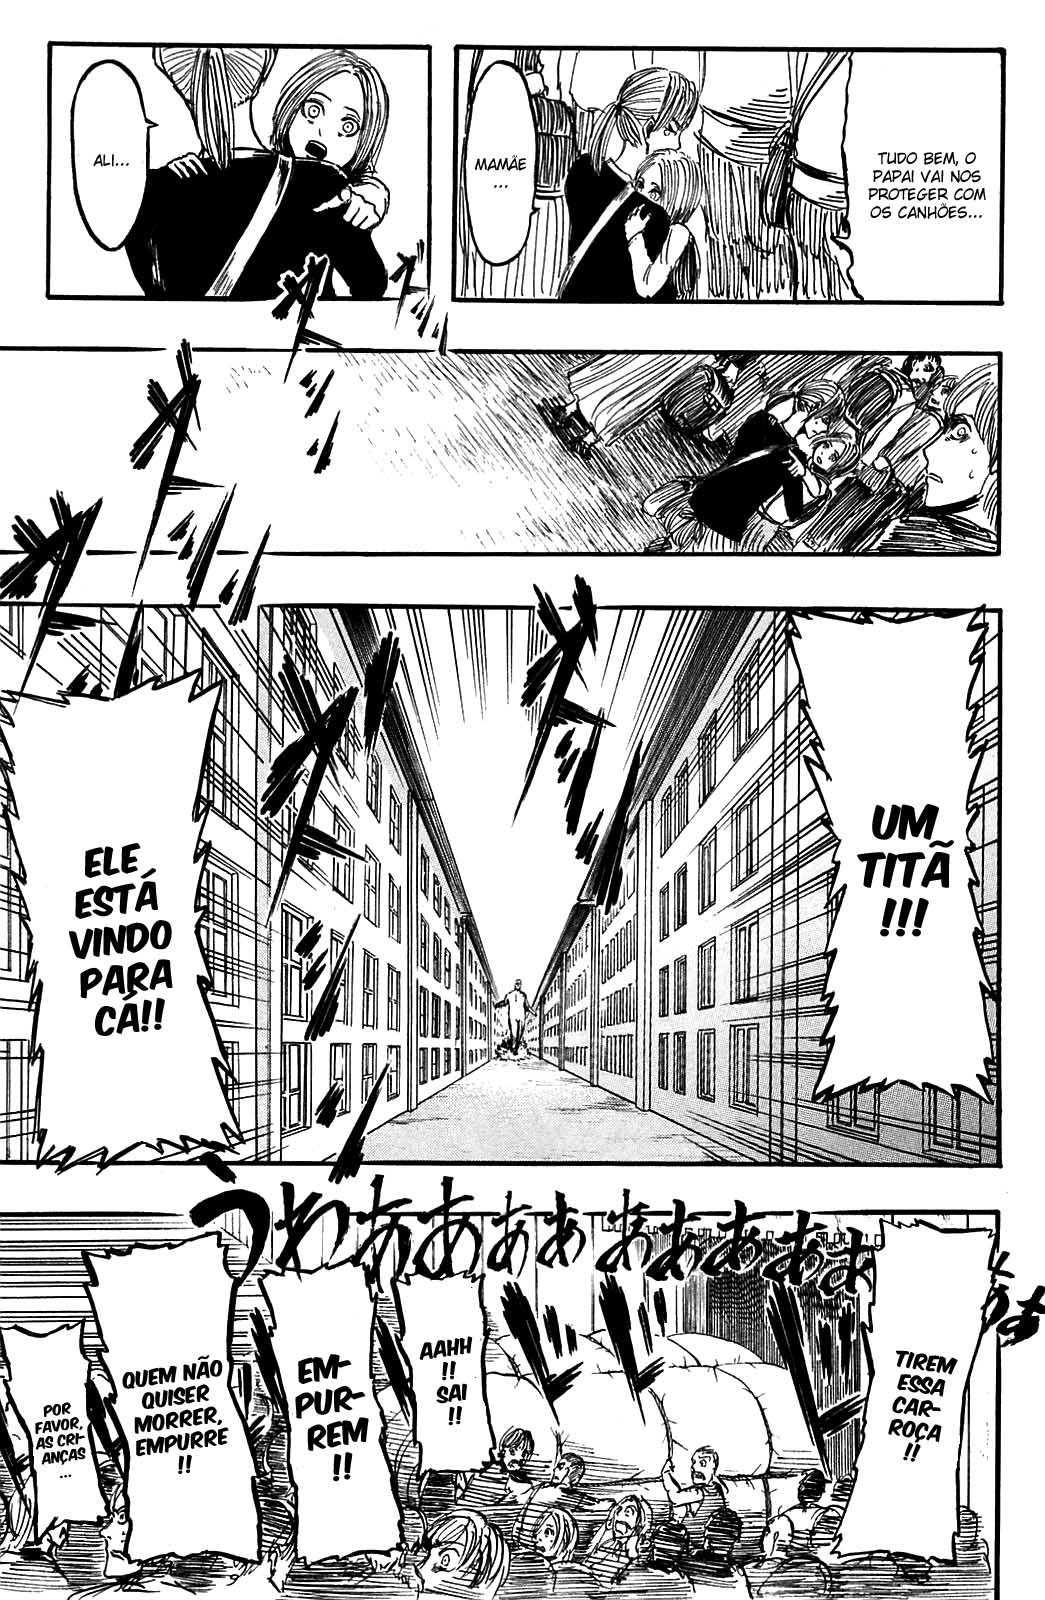 TUDO BEM, O
PAPAI VAI NOS
PROTEGER COM
OS CANHÕES...
MAMÃE
...
ALI...
UM
TITÃ
!!!
ELE
ESTÁ
VINDO
PARA
CÁ!!
うわあああああああああ
TIREM
ESSA
CAR-
ROÇA
!!
AAHH
!!
SAI
!!
EM-
PUR-
REM
!!
QUEM NÃO
QUISER
MORRER,
EMPURRE
!!
POR
FAVOR,
AS CRI-
ANÇAS
...